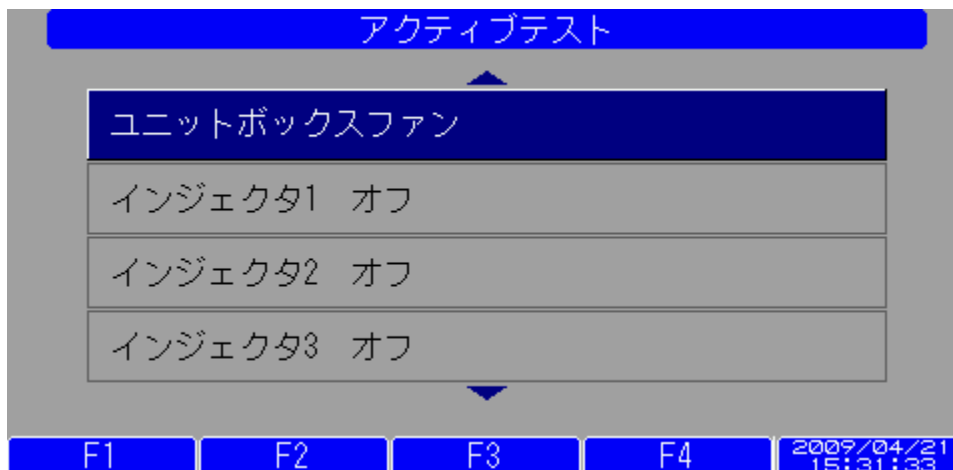 アクティブテスト
ユニットボックスファン
インジェクタ1 オフ
インジェクタ2 オフ
インジェクタ3 オフ
F1 F2 F3 F4 2009/04/21
15:31:33